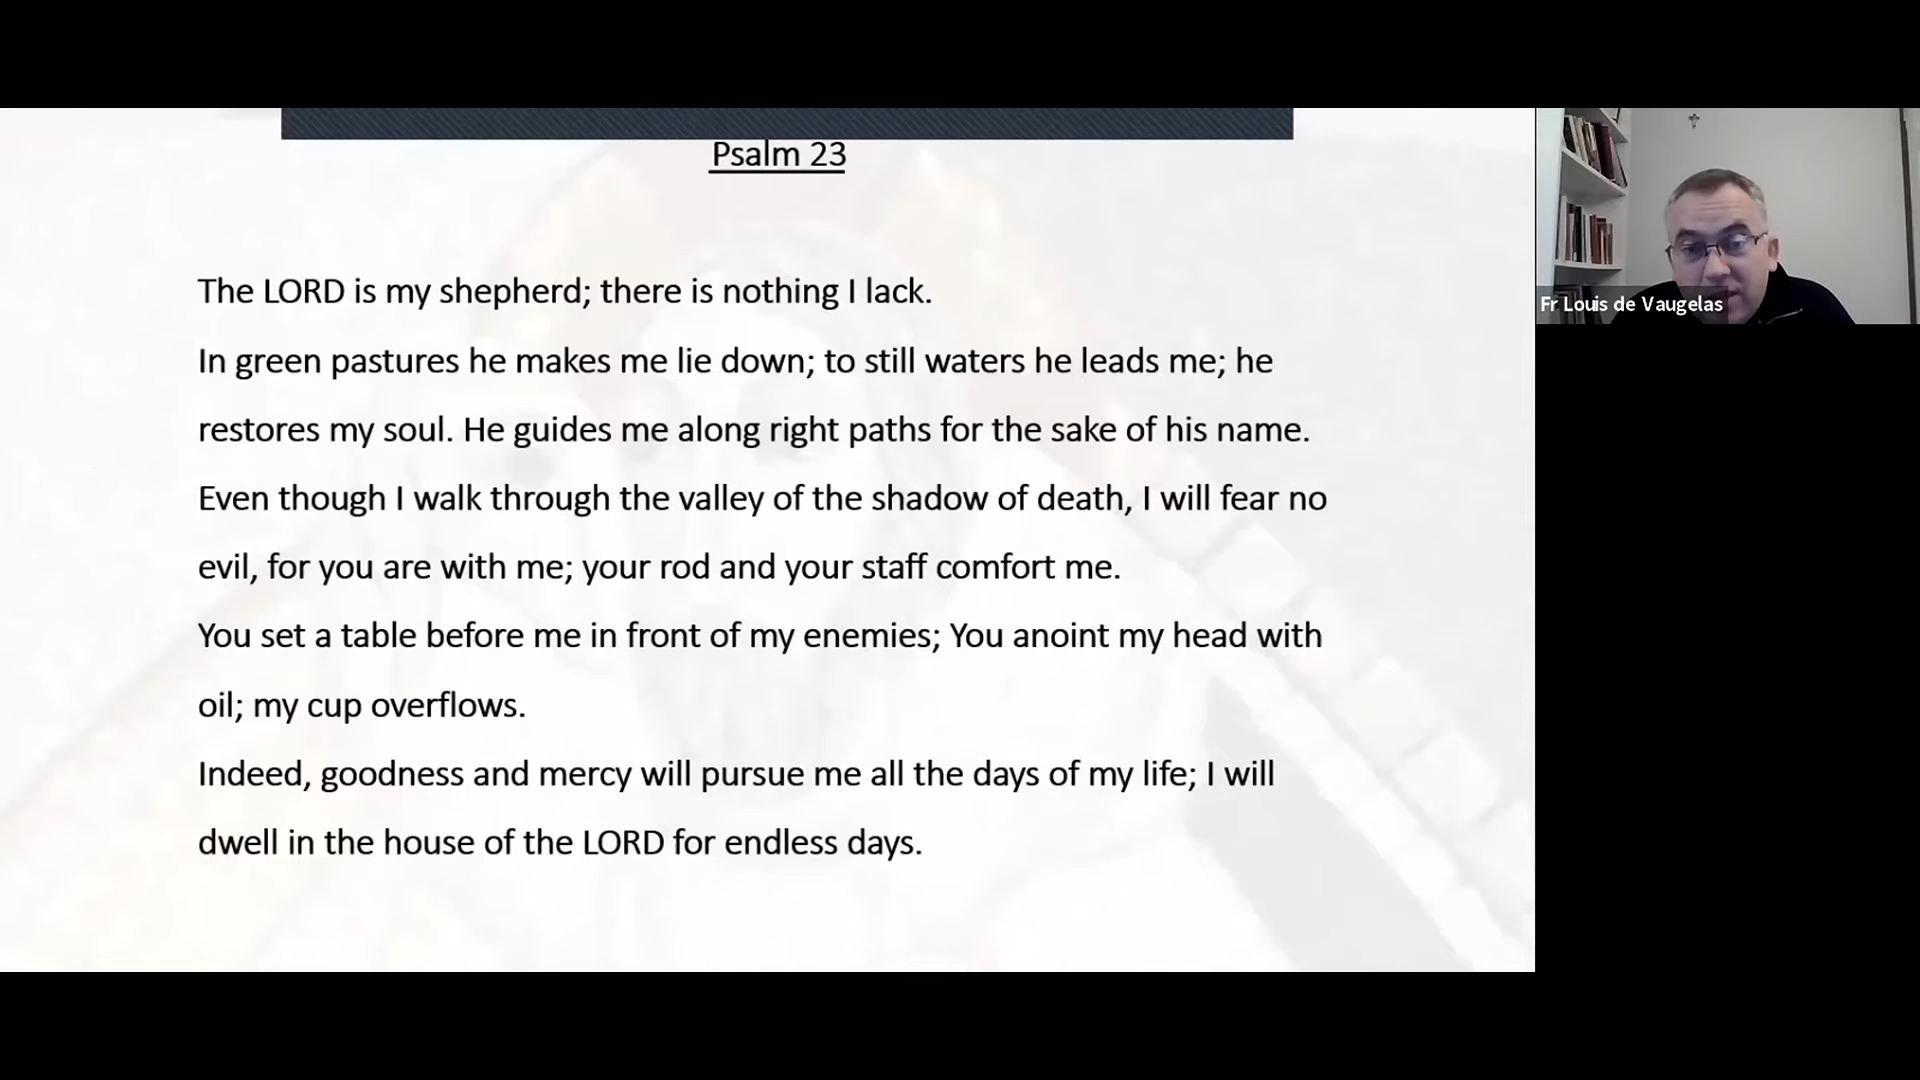 Psalm 23
The LORD is my shepherd; there is nothing I lack.
In green pastures he makes me lie down; to still waters he leads me; he
restores my soul. He guides me along right paths for the sake of his name.
Even though I walk through the valley of the shadow of death, I will fear no
evil, for you are with me; your rod and your staff comfort me.
You set a table before me in front of my enemies; You anoint my head with
oil; my cup overflows.
Indeed, goodness and mercy will pursue me all the days of my life; I will
dwell in the house of the LORD for endless days.
Fr Louis de Vaugelas